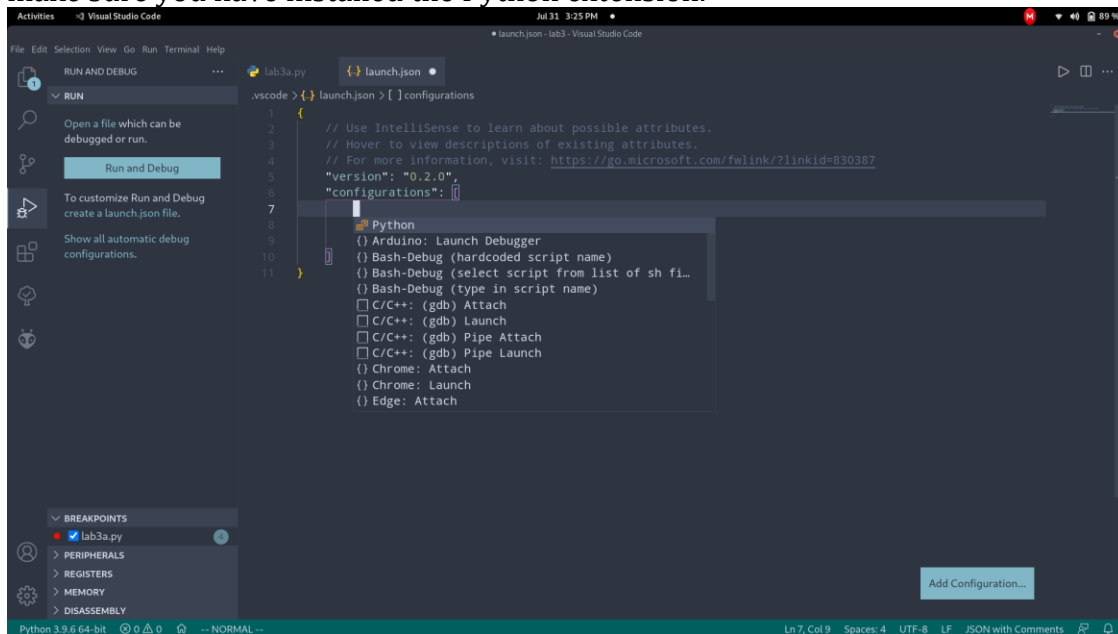 make sure you have installed the Python extension.
Activities Visual Studio Code Jul 31 3:25 PM M 89 %
launch.json - lab3 - Visual Studio Code
File Edit Selection View Go Run Terminal Help
RUN AND DEBUG ... lab3a.py {..} launch.json
RUN
.vscode > {..} launch.json > [ ] configurations
Open a file which can be
debugged or run.
Run and Debug
To customize Run and Debug
create a launch.json file.
Show all automatic debug
configurations.
1 {
2 // Use IntelliSense to learn about possible attributes.
3 // Hover to view descriptions of existing attributes.
4 // For more information, visit: https://go.microsoft.com/fwlink/?linkid=830387
5 "version": "0.2.0",
6 "configurations": [
7
8
9
10 ]
11 }
Python
{} Arduino: Launch Debugger
{} Bash-Debug (hardcoded script name)
{} Bash-Debug (select script from list of sh fi…
{} Bash-Debug (type in script name)
C/C++: (gdb) Attach
C/C++: (gdb) Launch
C/C++: (gdb) Pipe Attach
C/C++: (gdb) Pipe Launch
{} Chrome: Attach
{} Chrome: Launch
{} Edge: Attach
1
BREAKPOINTS
lab3a.py 4
PERIPHERALS
REGISTERS
MEMORY
DISASSEMBLY
Add Configuration...
Python 3.9.6 64-bit 0 0 -- NORMAL -- Ln 7, Col 9 Spaces: 4 UTF-8 LF JSON with Comments